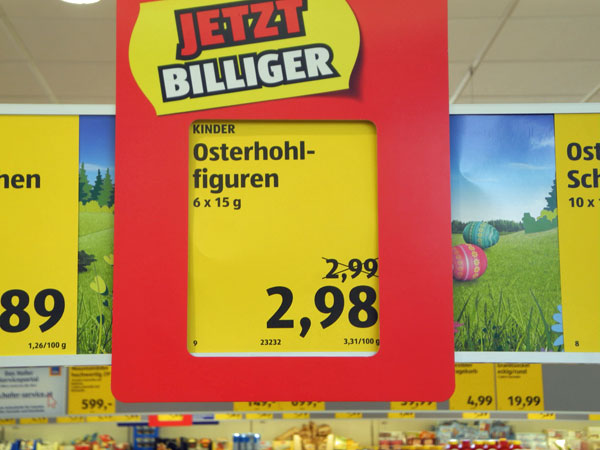 JETZT
BILLIGER
KINDER
Osterhohl-
figuren
6 x 15 g
2,99
2,98
9 23232 3,31/100 g
nen
89
1,26/100 g
Ost
Sch
10 x
8
599,-
4,99
19,99